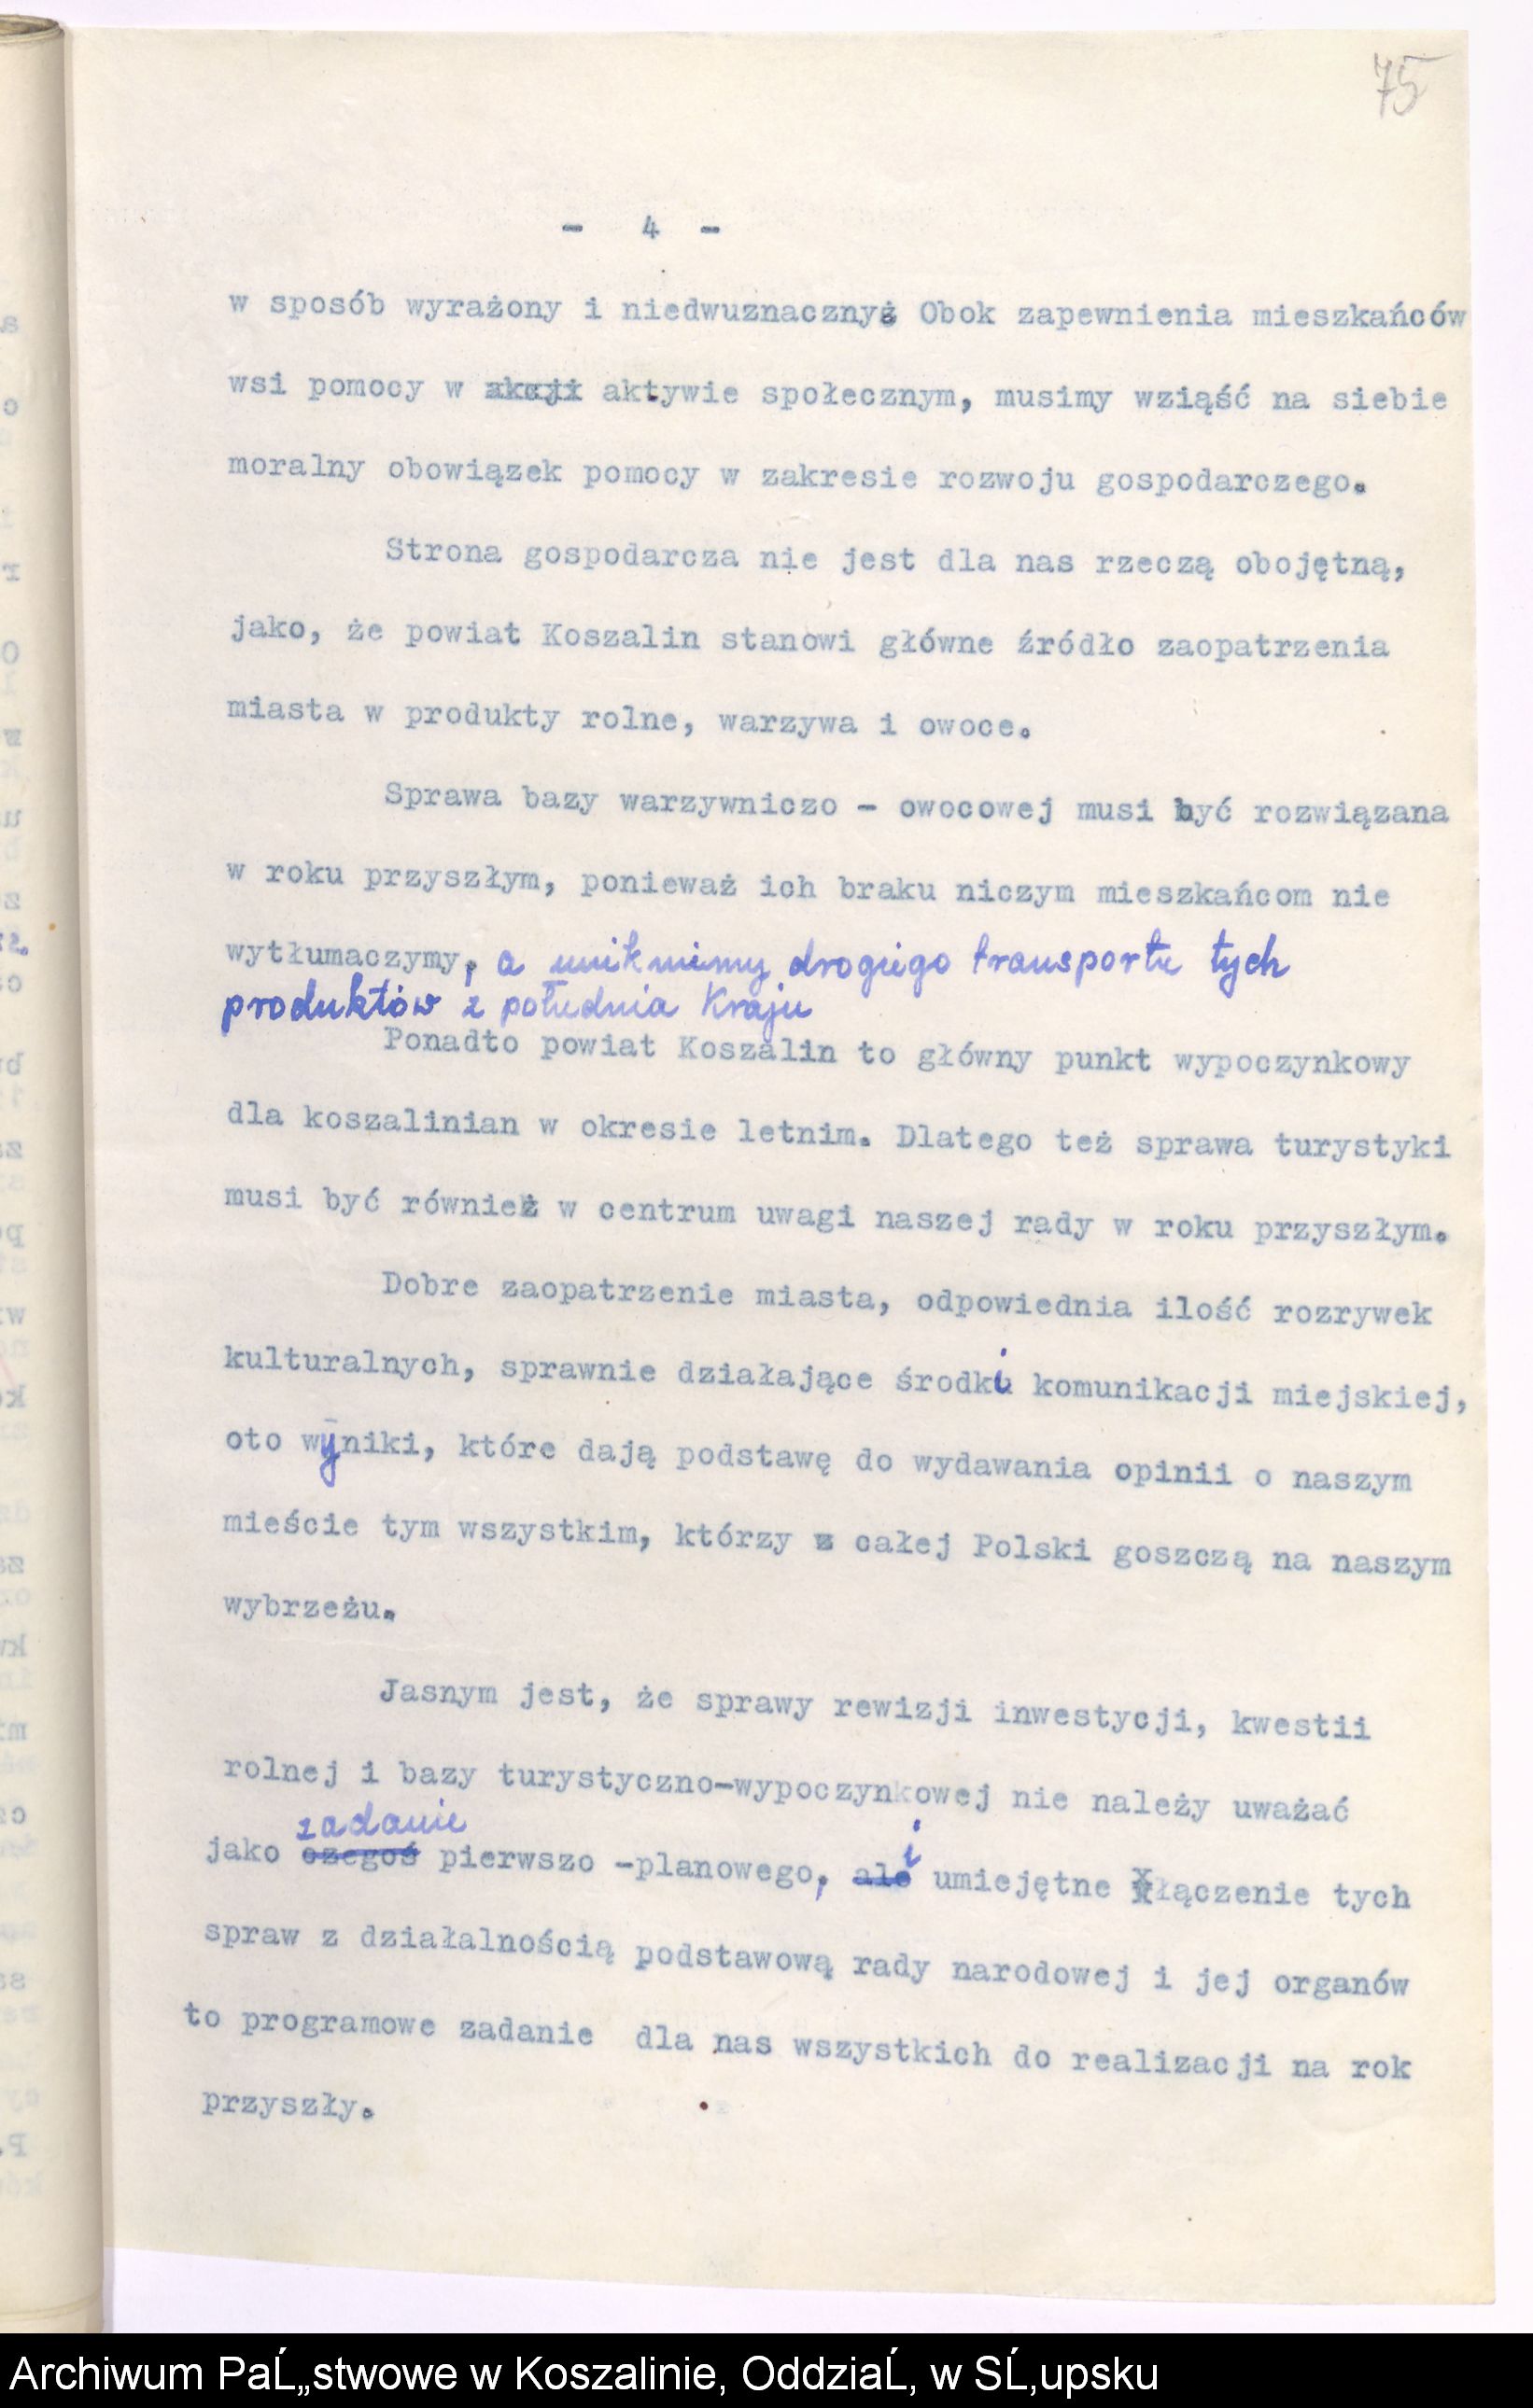 75
- 4 -
w sposób wyrażony i niedwuznaczny. Obok zapewnienia mieszkańców
wsi pomocy w akcji aktywie społecznym, musimy wziąść na siebie
moralny obowiązek pomocy w zakresie rozwoju gospodarczego.
Strona gospodarcza nie jest dla nas rzeczą obojętną,
jako, że powiat Koszalin stanowi główne źródło zaopatrzenia
miasta w produkty rolne, warzywa i owoce.
Sprawa bazy warzywniczo - owocowej musi być rozwiązana
w roku przyszłym, ponieważ ich braku niczym mieszkańcom nie
wytłumaczymy, a unikniemy drogiego transportu tych
produktów z południa Kraju
Ponadto powiat Koszalin to główny punkt wypoczynkowy
dla koszalinian w okresie letnim. Dlatego też sprawa turystyki
musi być również w centrum uwagi naszej rady w roku przyszłym.
Dobre zaopatrzenie miasta, odpowiednia ilość rozrywek
kulturalnych, sprawnie działające środki komunikacji miejskiej,
oto wyniki, które dają podstawę do wydawania opinii o naszym
mieście tym wszystkim, którzy z całej Polski goszczą na naszym
wybrzeżu.
Jasnym jest, że sprawy rewizji inwestycji, kwestii
rolnej i bazy turystyczno-wypoczynkowej nie należy uważać
zadanie i
jako czegoś pierwszo -planowego, ale umiejętne łączenie tych
spraw z działalnością podstawową rady narodowej i jej organów
to programowe zadanie dla nas wszystkich do realizacji na rok
przyszły.
Archiwum PaĹ„stwowe w Koszalinie, OddziaĹ‚ w SĹ‚upsku